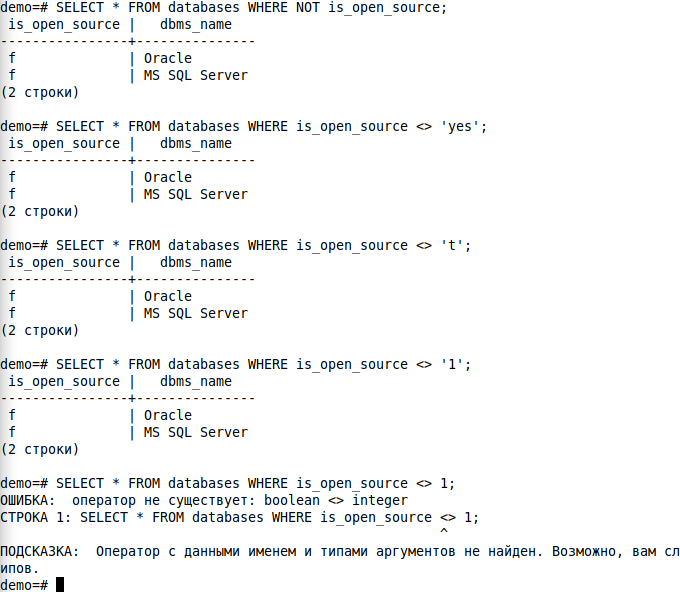 demo=# SELECT * FROM databases WHERE NOT is_open_source;
 is_open_source |   dbms_name
----------------+---------------
 f              | Oracle
 f              | MS SQL Server
(2 строки)

demo=# SELECT * FROM databases WHERE is_open_source <> 'yes';
 is_open_source |   dbms_name
----------------+---------------
 f              | Oracle
 f              | MS SQL Server
(2 строки)

demo=# SELECT * FROM databases WHERE is_open_source <> 't';
 is_open_source |   dbms_name
----------------+---------------
 f              | Oracle
 f              | MS SQL Server
(2 строки)

demo=# SELECT * FROM databases WHERE is_open_source <> '1';
 is_open_source |   dbms_name
----------------+---------------
 f              | Oracle
 f              | MS SQL Server
(2 строки)

demo=# SELECT * FROM databases WHERE is_open_source <> 1;
ОШИБКА:  оператор не существует: boolean <> integer
СТРОКА 1: SELECT * FROM databases WHERE is_open_source <> 1;
                                                       ^
ПОДСКАЗКА:  Оператор с данными именем и типами аргументов не найден. Возможно, вам сл
ипов.
demo=#